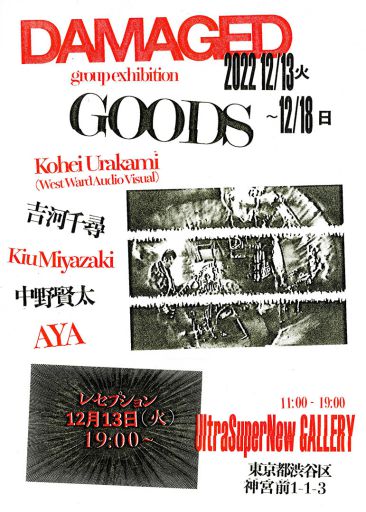 DAMAGED
group exhibition
2022 12/13火
GOODS
~12/18日
Kohei Urakami
(West Ward Audio Visual)
吉河千尋
Kiu Miyazaki
中野賢太
AYA
レセプション
12月13日(火)
19:00~
11:00 - 19:00
UltraSuperNew GALLERY
東京都渋谷区
神宮前1-1-3